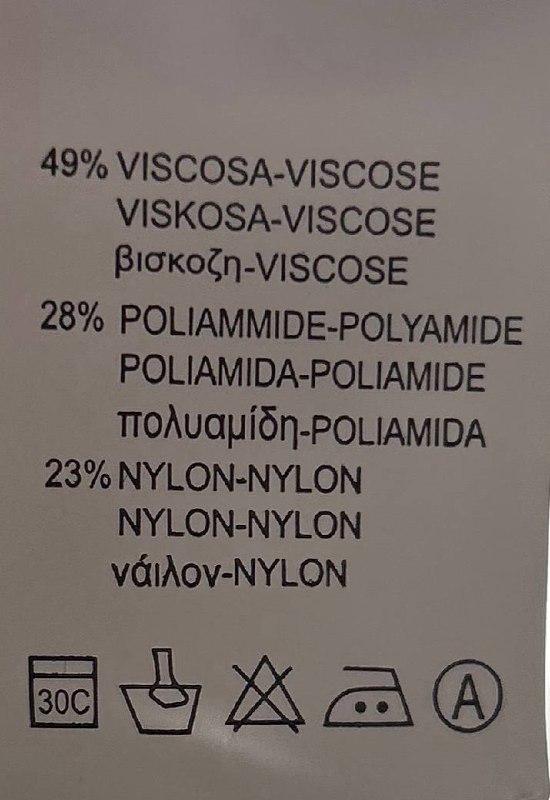 49% VISCOSA-VISCOSE
VISKOSA-VISCOSE
βισκοζη-VISCOSE
28% POLIAMMIDE-POLYAMIDE
POLIAMIDA-POLIAMIDE
πολυαμίδη-POLIAMIDA
23% NYLON-NYLON
NYLON-NYLON
νάιλον-NYLON
30C A